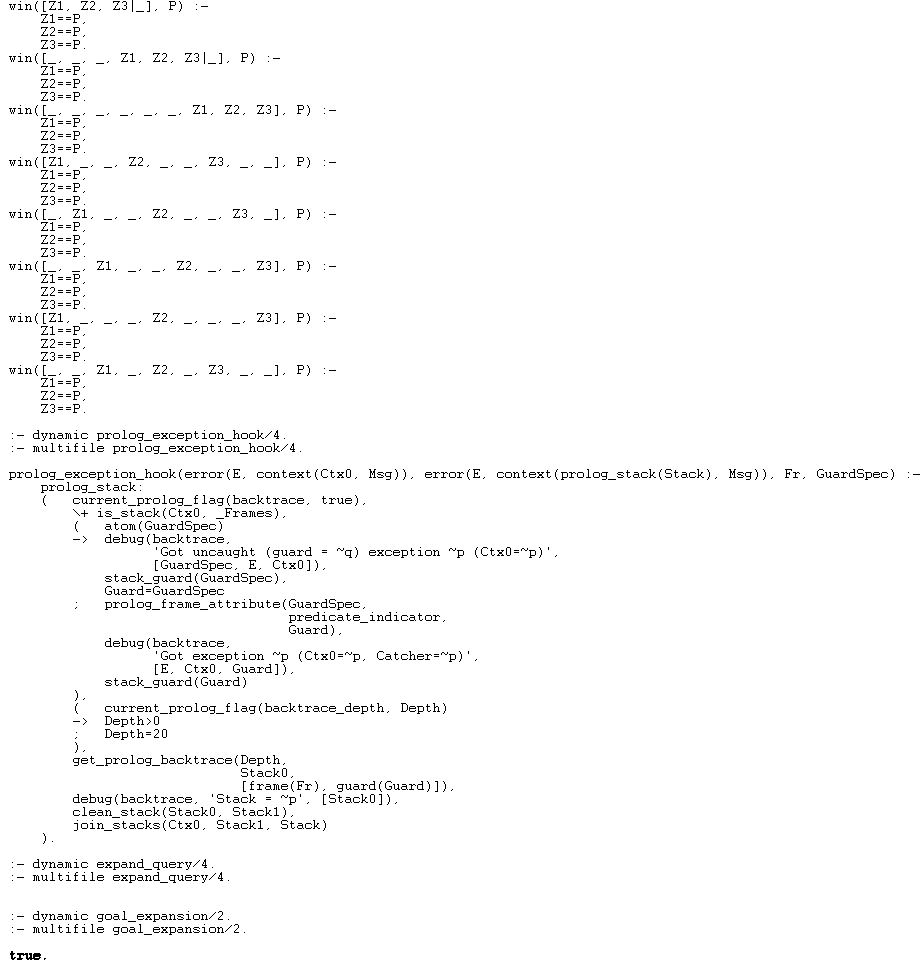 win([Z1, Z2, Z3|_], P) :-
    Z1==P,
    Z2==P,
    Z3==P.
win([_, _, _, Z1, Z2, Z3|_], P) :-
    Z1==P,
    Z2==P,
    Z3==P.
win([_, _, _, _, _, _, Z1, Z2, Z3], P) :-
    Z1==P,
    Z2==P,
    Z3==P.
win([Z1, _, _, Z2, _, _, Z3, _, _], P) :-
    Z1==P,
    Z2==P,
    Z3==P.
win([_, Z1, _, _, Z2, _, _, Z3, _], P) :-
    Z1==P,
    Z2==P,
    Z3==P.
win([_, _, Z1, _, _, Z2, _, _, Z3], P) :-
    Z1==P,
    Z2==P,
    Z3==P.
win([Z1, _, _, _, Z2, _, _, _, Z3], P) :-
    Z1==P,
    Z2==P,
    Z3==P.
win([_, _, Z1, _, Z2, _, Z3, _, _], P) :-
    Z1==P,
    Z2==P,
    Z3==P.
:- dynamic prolog_exception_hook/4.
:- multifile prolog_exception_hook/4.
prolog_exception_hook(error(E, context(Ctx0, Msg)), error(E, context(prolog_stack(Stack), Msg)), Fr, GuardSpec) :-
    prolog_stack:
    (   current_prolog_flag(backtrace, true),
        \+ is_stack(Ctx0, _Frames),
        (   atom(GuardSpec)
        ->  debug(backtrace,
                  'Got uncaught (guard = ~q) exception ~p (Ctx0=~p)',
                  [GuardSpec, E, Ctx0]),
            stack_guard(GuardSpec),
            Guard=GuardSpec
        ;   prolog_frame_attribute(GuardSpec,
                                   predicate_indicator,
                                   Guard),
            debug(backtrace,
                  'Got exception ~p (Ctx0=~p, Catcher=~p)',
                  [E, Ctx0, Guard]),
            stack_guard(Guard)
        ),
        (   current_prolog_flag(backtrace_depth, Depth)
        ->  Depth>0
        ;   Depth=20
        ),
        get_prolog_backtrace(Depth,
                             Stack0,
                             [frame(Fr), guard(Guard)]),
        debug(backtrace, 'Stack = ~p', [Stack0]),
        clean_stack(Stack0, Stack1),
        join_stacks(Ctx0, Stack1, Stack)
    ).
:- dynamic expand_query/4.
:- multifile expand_query/4.
:- dynamic goal_expansion/2.
:- multifile goal_expansion/2.
true.